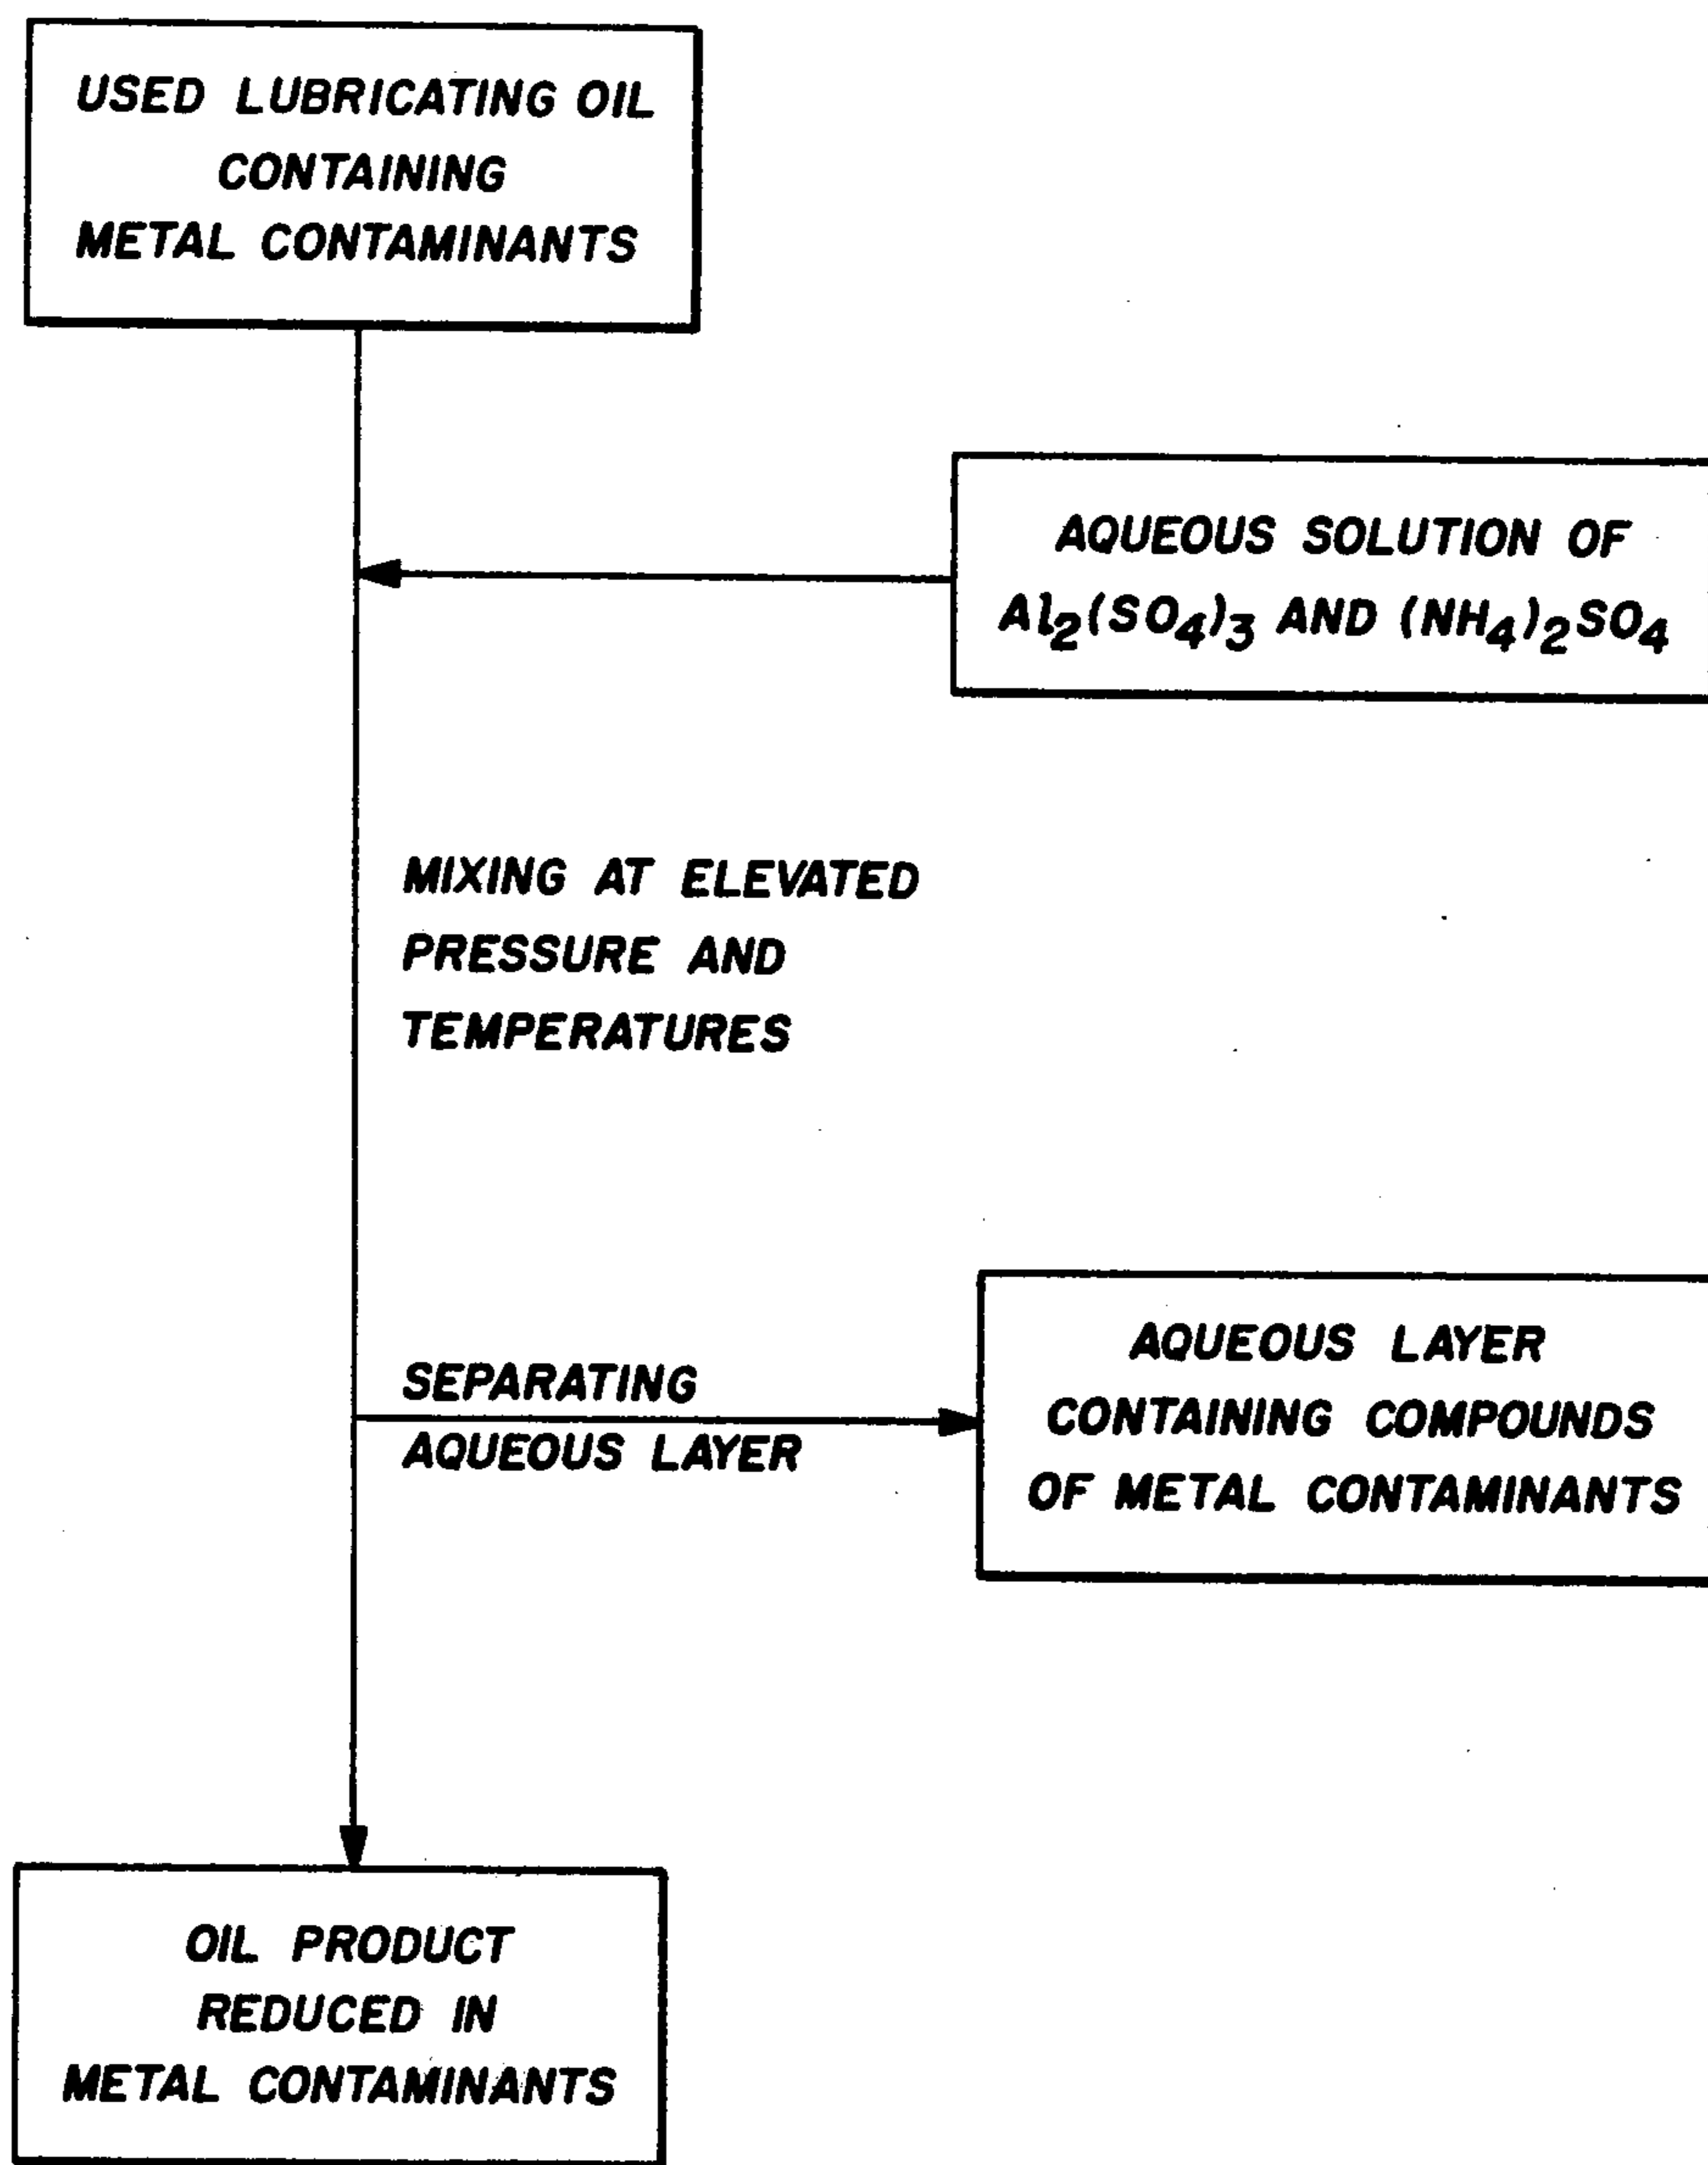 USED LUBRICATING OIL
CONTAINING
METAL CONTAMINANTS
AQUEOUS SOLUTION OF
Al₂(SO₄)₃ AND (NH₄)₂SO₄
MIXING AT ELEVATED
PRESSURE AND
TEMPERATURES
SEPARATING
AQUEOUS LAYER
AQUEOUS LAYER
CONTAINING COMPOUNDS
OF METAL CONTAMINANTS
OIL PRODUCT
REDUCED IN
METAL CONTAMINANTS